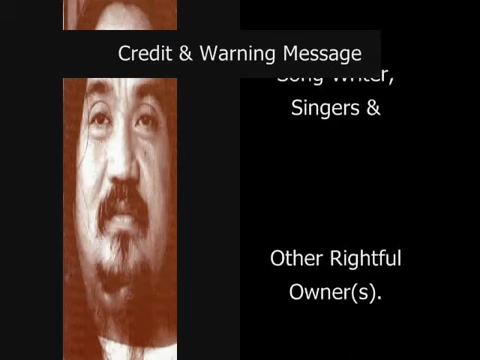 Credit & Warning Message
Song Writer,
Singers &
Other Rightful
Owner(s).